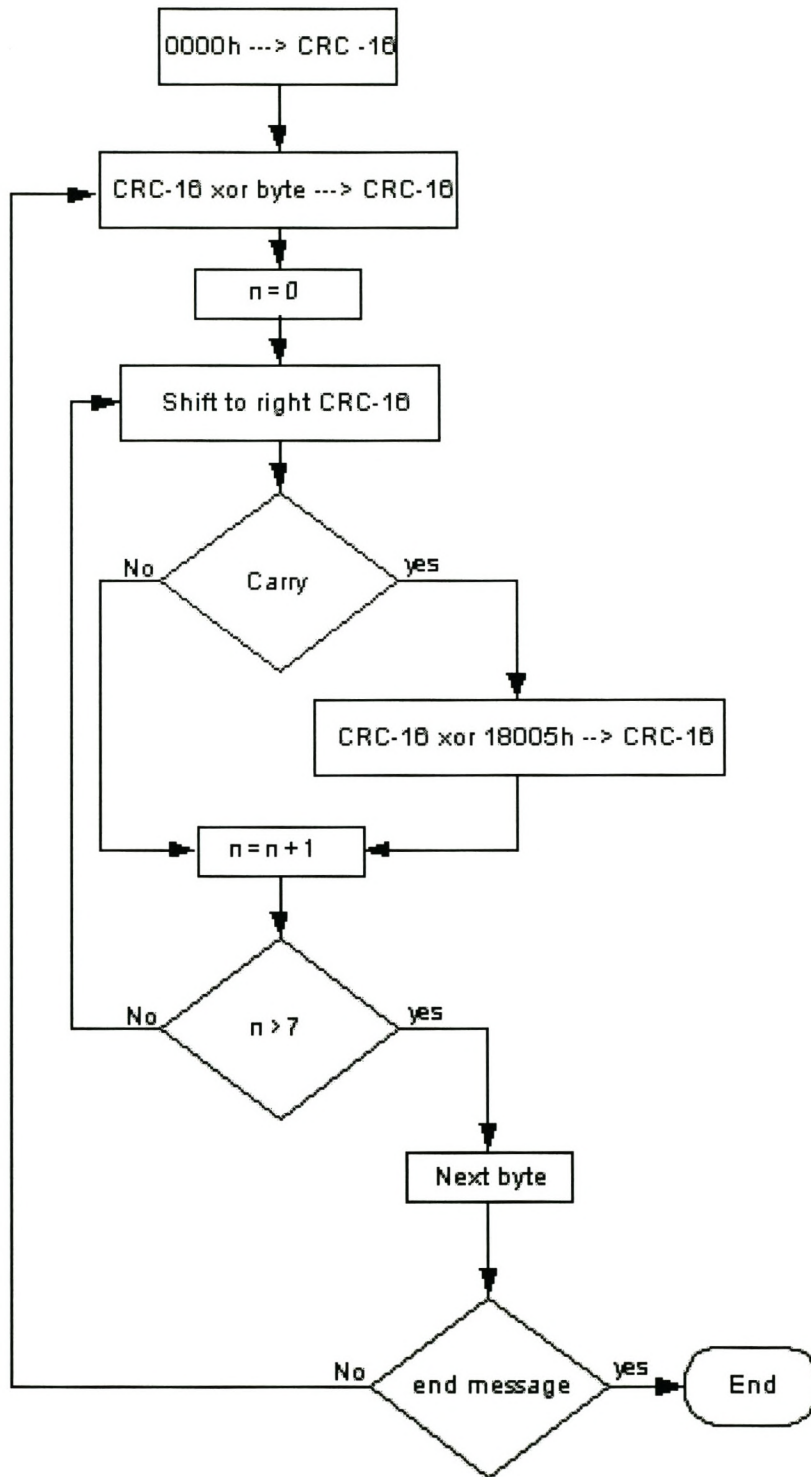 0000h ---> CRC -16
CRC-16 xor byte ---> CRC-16
n = 0
Shift to right CRC-16
No
Carry
yes
CRC-16 xor 18005h --> CRC-16
n = n + 1
No
n > 7
yes
Next byte
No
end message
yes
End